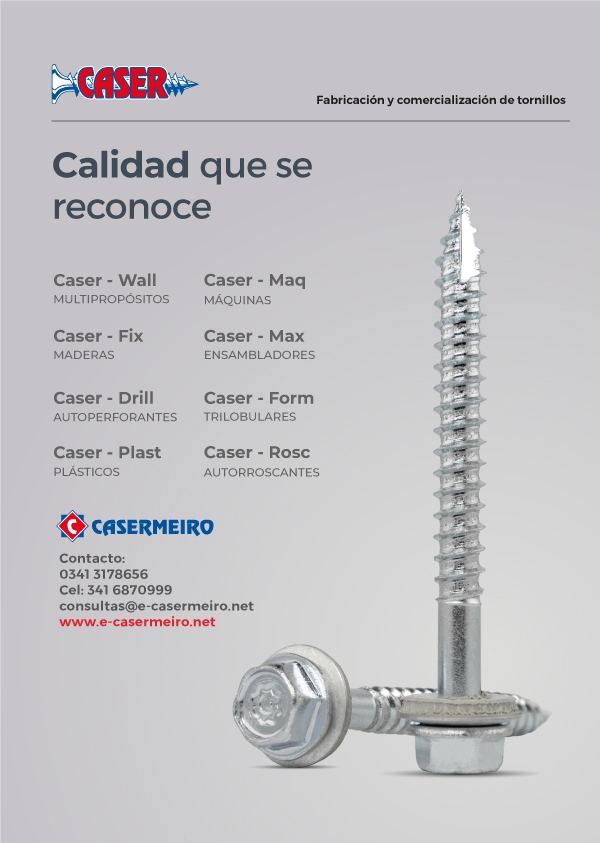 CASER
Fabricación y comercialización de tornillos
Calidad que se
reconoce
Caser - Wall
MULTIPROPÓSITOS
Caser - Maq
MÁQUINAS
Caser - Fix
MADERAS
Caser - Max
ENSAMBLADORES
Caser - Drill
AUTOPERFORANTES
Caser - Form
TRILOBULARES
Caser - Plast
PLÁSTICOS
Caser - Rosc
AUTORROSCANTES
C CASERMEIRO
Contacto:
0341 3178656
Cel: 341 6870999
consultas@e-casermeiro.net
www.e-casermeiro.net